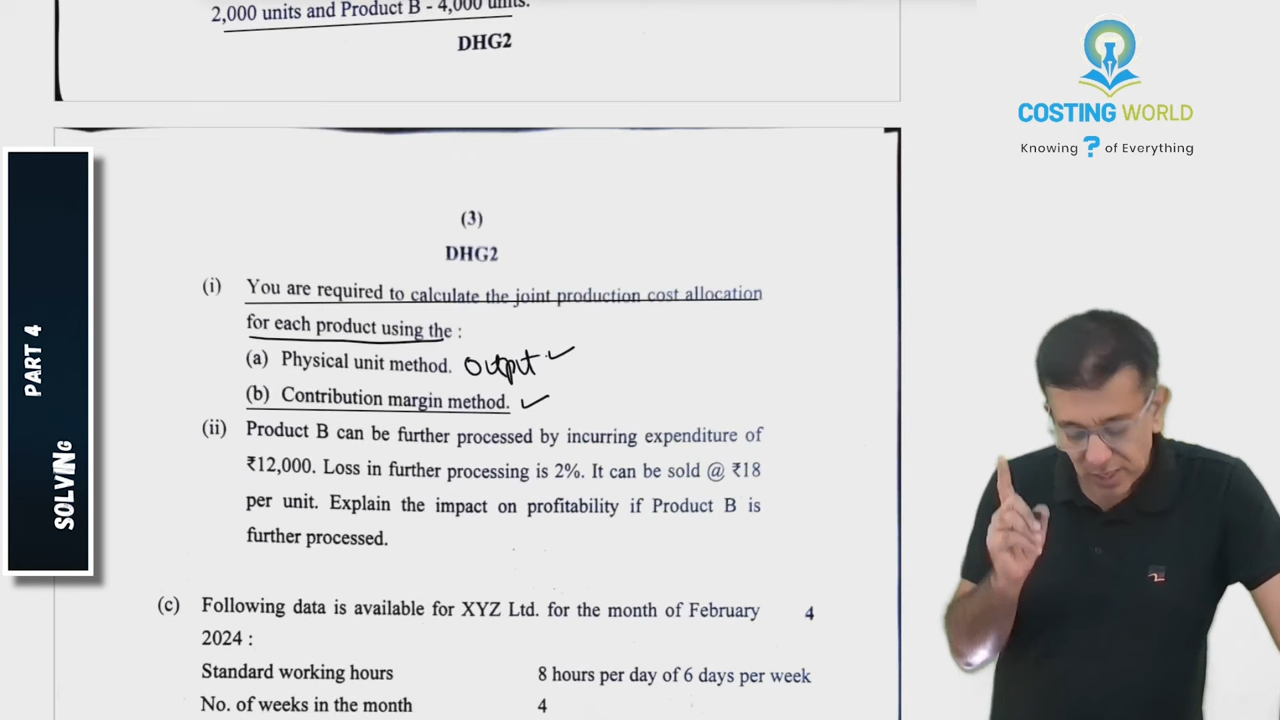 2,000 units and Product B - 4,000 units.
DHG2
COSTING WORLD
Knowing ? of Everything
PART 4
SOLVING
(3)
DHG2
(i) You are required to calculate the joint production cost allocation
for each product using the :
(a) Physical unit method. Output
(b) Contribution margin method.
(ii) Product B can be further processed by incurring expenditure of
₹12,000. Loss in further processing is 2%. It can be sold @ ₹18
per unit. Explain the impact on profitability if Product B is
further processed.
(c) Following data is available for XYZ Ltd. for the month of February 4
2024 :
Standard working hours 8 hours per day of 6 days per week
No. of weeks in the month 4